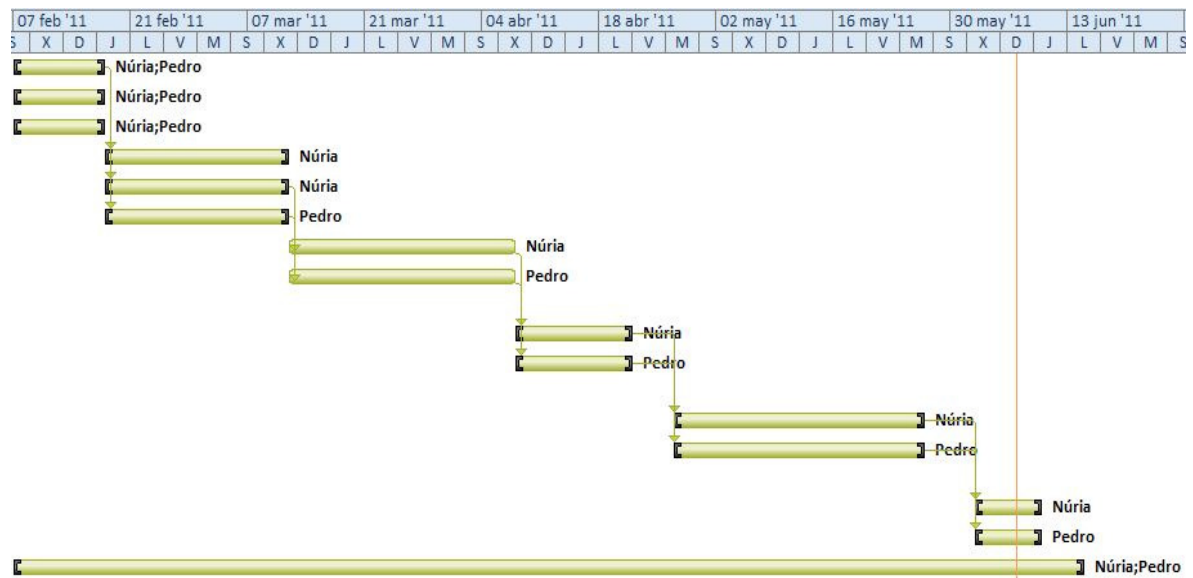 07 feb '11 21 feb '11 07 mar '11 21 mar '11 04 abr '11 18 abr '11 02 may '11 16 may '11 30 may '11 13 jun '11
S X D J L V M S X D J L V M S X D J L V M S X D J L V M S X D J L V M S
Núria;Pedro
Núria;Pedro
Núria;Pedro
Núria
Núria
Pedro
Núria
Pedro
Núria
Pedro
Núria
Pedro
Núria
Pedro
Núria;Pedro